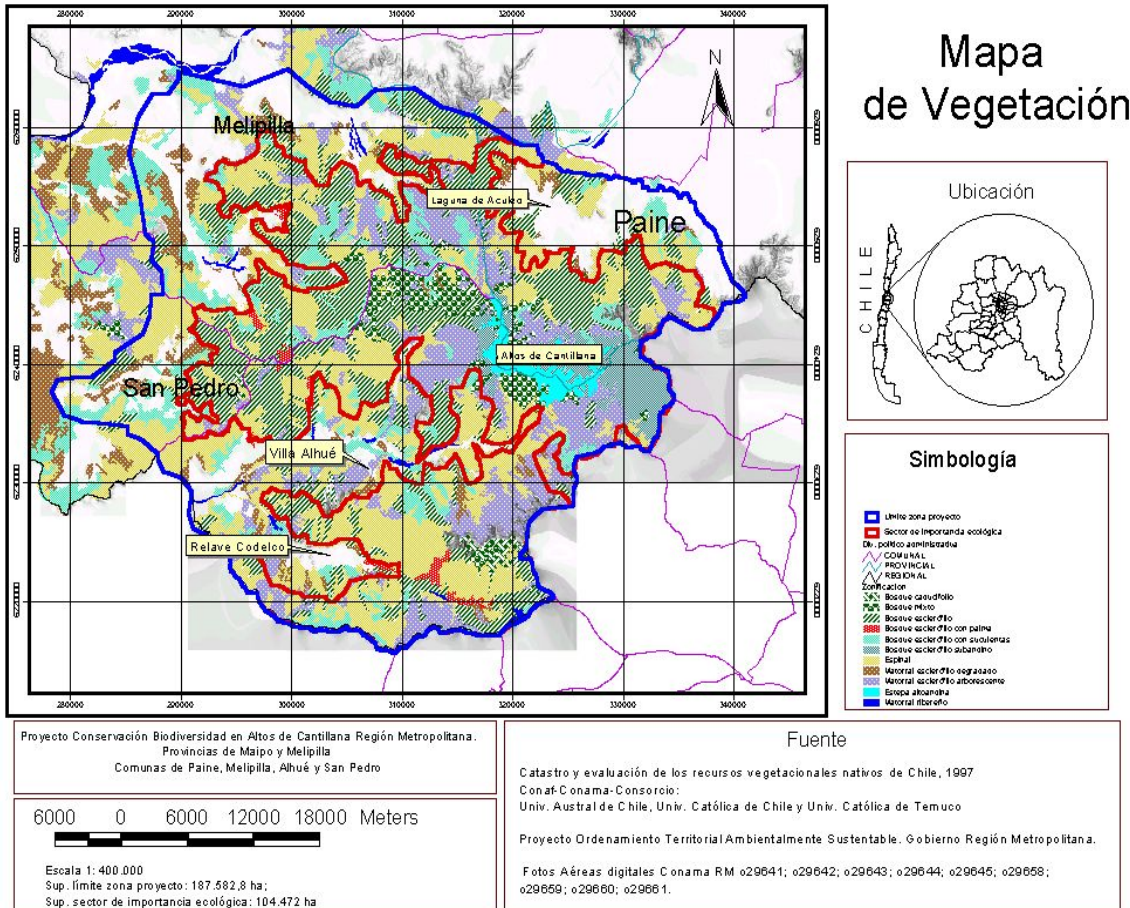 Mapa
de Vegetación
280000 290000 300000 310000 320000 330000 340000
N
Melipilla
Laguna de Aculeo
Paine
Altos de Cantillana
San Pedro
Villa Alhué
Relave Codelco
280000 290000 300000 310000 320000 330000 340000
Ubicación
CHILE
Simbología
Límite zona proyecto
Sector de importancia ecológica
Div. político administrativa
COMUNAL
PROVINCIAL
REGIONAL
Zonificacion
Bosque caducifolio
Bosque mixto
Bosque esclerófilo
Bosque esclerófilo con palma
Bosque esclerófilo con suculentas
Bosque esclerófilo subandino
Espinal
Matorral esclerófilo degradado
Matorral esclerófilo arborescente
Estepa altoandina
Matorral ribereño
Proyecto Conservación Biodiversidad en Altos de Cantillana Región Metropolitana.
Provincias de Maipo y Melipilla
Comunas de Paine, Melipilla, Alhué y San Pedro
6000 0 6000 12000 18000 Meters
Escala 1: 400.000
Sup. límite zona proyecto: 187.582,8 ha;
Sup. sector de importancia ecológica: 104.472 ha
Fuente
Catastro y evaluación de los recursos vegetacionales nativos de Chile, 1997
Conaf-Conama-Consorcio:
Univ. Austral de Chile, Univ. Católica de Chile y Univ. Católica de Temuco
Proyecto Ordenamiento Territorial Ambientalmente Sustentable. Gobierno Región Metropolitana.
Fotos Aéreas digitales Conama RM o29641; o29642; o29643; o29644; o29645; o29658;
o29659; o29660; o29661.